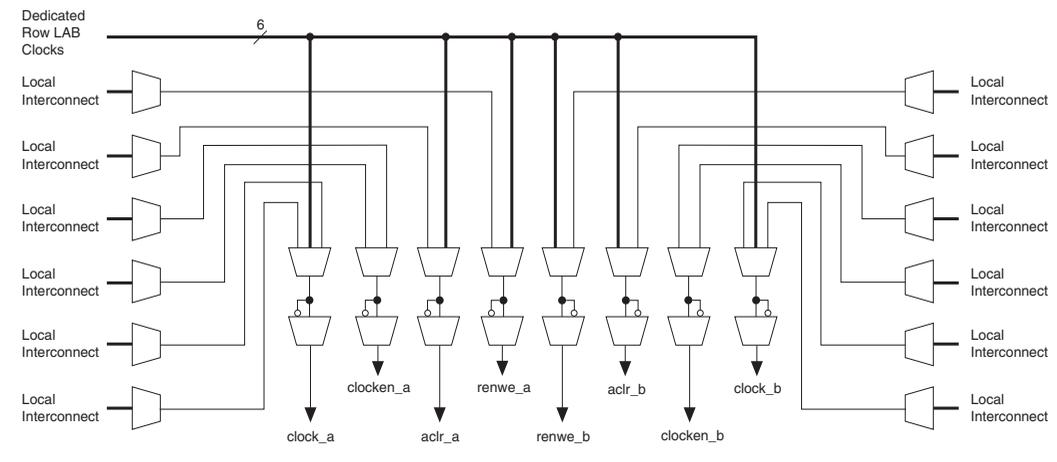 Dedicated
Row LAB
Clocks
6
Local
Interconnect
Local
Interconnect
Local
Interconnect
Local
Interconnect
Local
Interconnect
Local
Interconnect
Local
Interconnect
Local
Interconnect
Local
Interconnect
Local
Interconnect
Local
Interconnect
Local
Interconnect
clocken_a
renwe_a
aclr_b
clock_b
clock_a
aclr_a
renwe_b
clocken_b